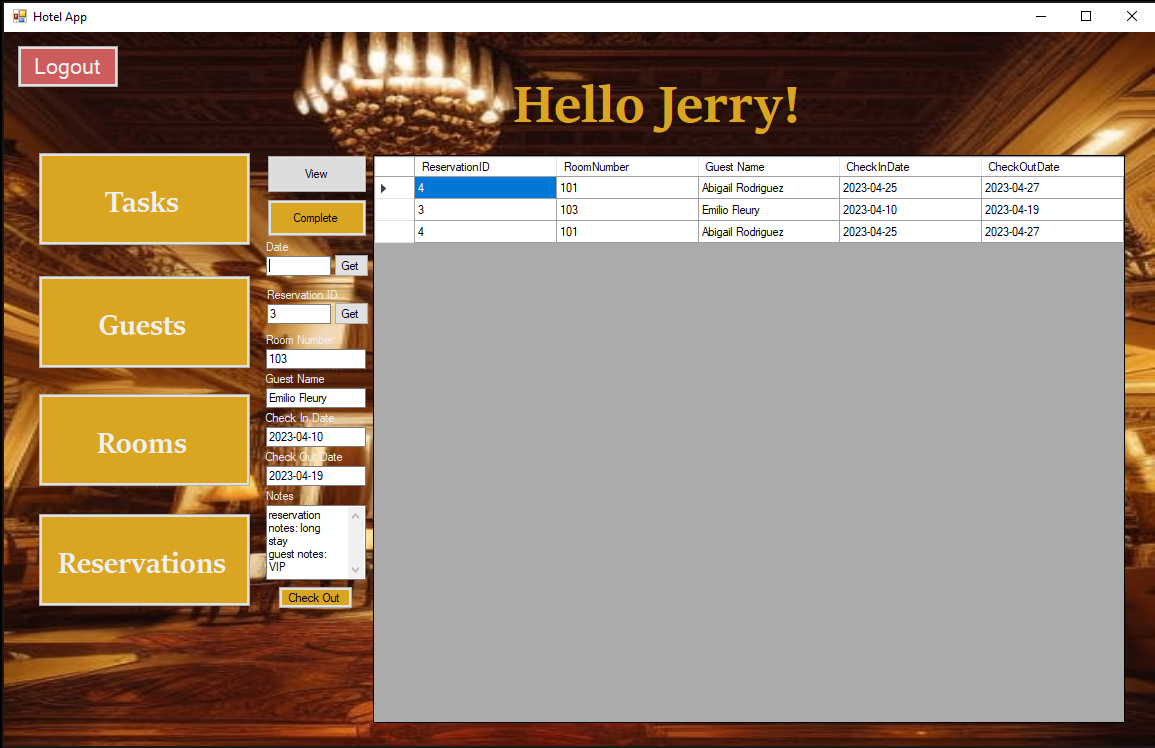 Hotel App
Logout
Hello Jerry!
Tasks
Guests
Rooms
Reservations
View
Complete
Date
Get
Reservation ID
3
Get
Room Number
103
Guest Name
Emilio Fleury
Check In Date
2023-04-10
Check Out Date
2023-04-19
Notes
reservation
notes: long
stay
guest notes:
VIP
Check Out
ReservationID RoomNumber Guest Name CheckInDate CheckOutDate
4 101 Abigail Rodriguez 2023-04-25 2023-04-27
3 103 Emilio Fleury 2023-04-10 2023-04-19
4 101 Abigail Rodriguez 2023-04-25 2023-04-27